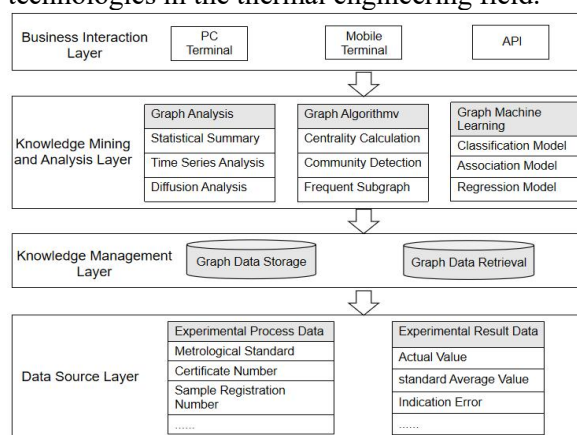 technologies in the thermal engineering field.
Business Interaction
Layer
PC
Terminal
Mobile
Terminal
API
Knowledge Mining
and Analysis Layer
Graph Analysis
Statistical Summary
Time Series Analysis
Diffusion Analysis
Graph Algorithmv
Centrality Calculation
Community Detection
Frequent Subgraph
Graph Machine
Learning
Classification Model
Association Model
Regression Model
Knowledge Management
Layer
Graph Data Storage
Graph Data Retrieval
Data Source Layer
Experimental Process Data
Metrological Standard
Certificate Number
Sample Registration
Number
......
Experimental Result Data
Actual Value
standard Average Value
Indication Error
......